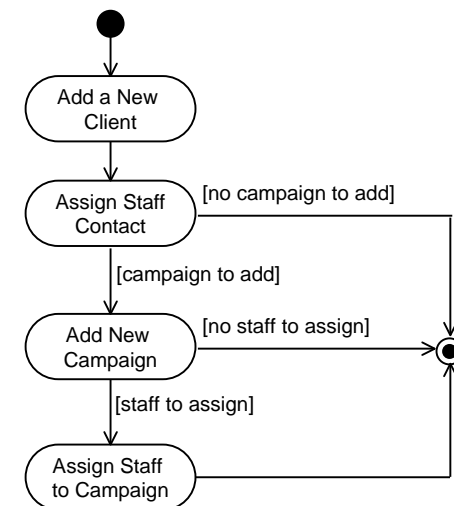 Add a New
Client
Assign Staff
Contact
[no campaign to add]
[campaign to add]
Add New
Campaign
[no staff to assign]
[staff to assign]
Assign Staff
to Campaign